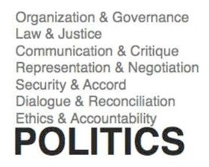 Organization & Governance
Law & Justice
Communication & Critique
Representation & Negotiation
Security & Accord
Dialogue & Reconciliation
Ethics & Accountability
POLITICS